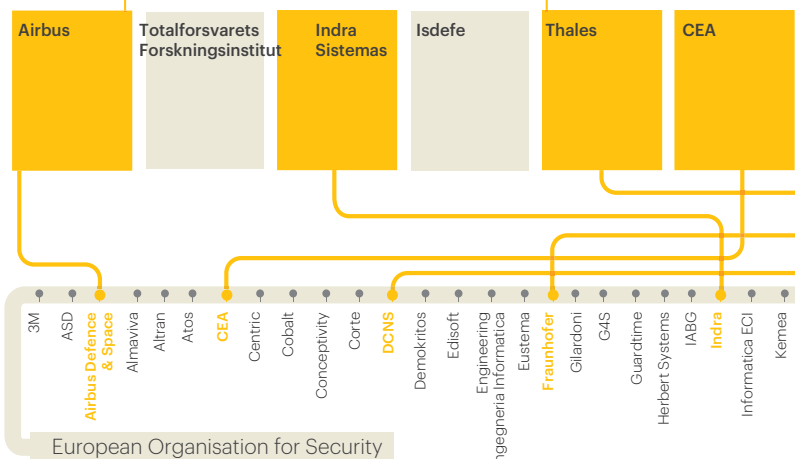 Airbus
Totalforsvarets
Forskningsinstitut
Indra
Sistemas
Isdefe
Thales
CEA
3M
ASD
Airbus Defence
& Space
Almaviva
Altran
Atos
CEA
Centric
Cobalt
Conceptivity
Corte
DCNS
Demokritos
Edisoft
Engineering
ngegneria Informatica
Eustema
Fraunhofer
Gilardoni
G4S
Guardtime
Herbert Systems
IABG
Indra
Informatica ECI
Kemea
European Organisation for Security